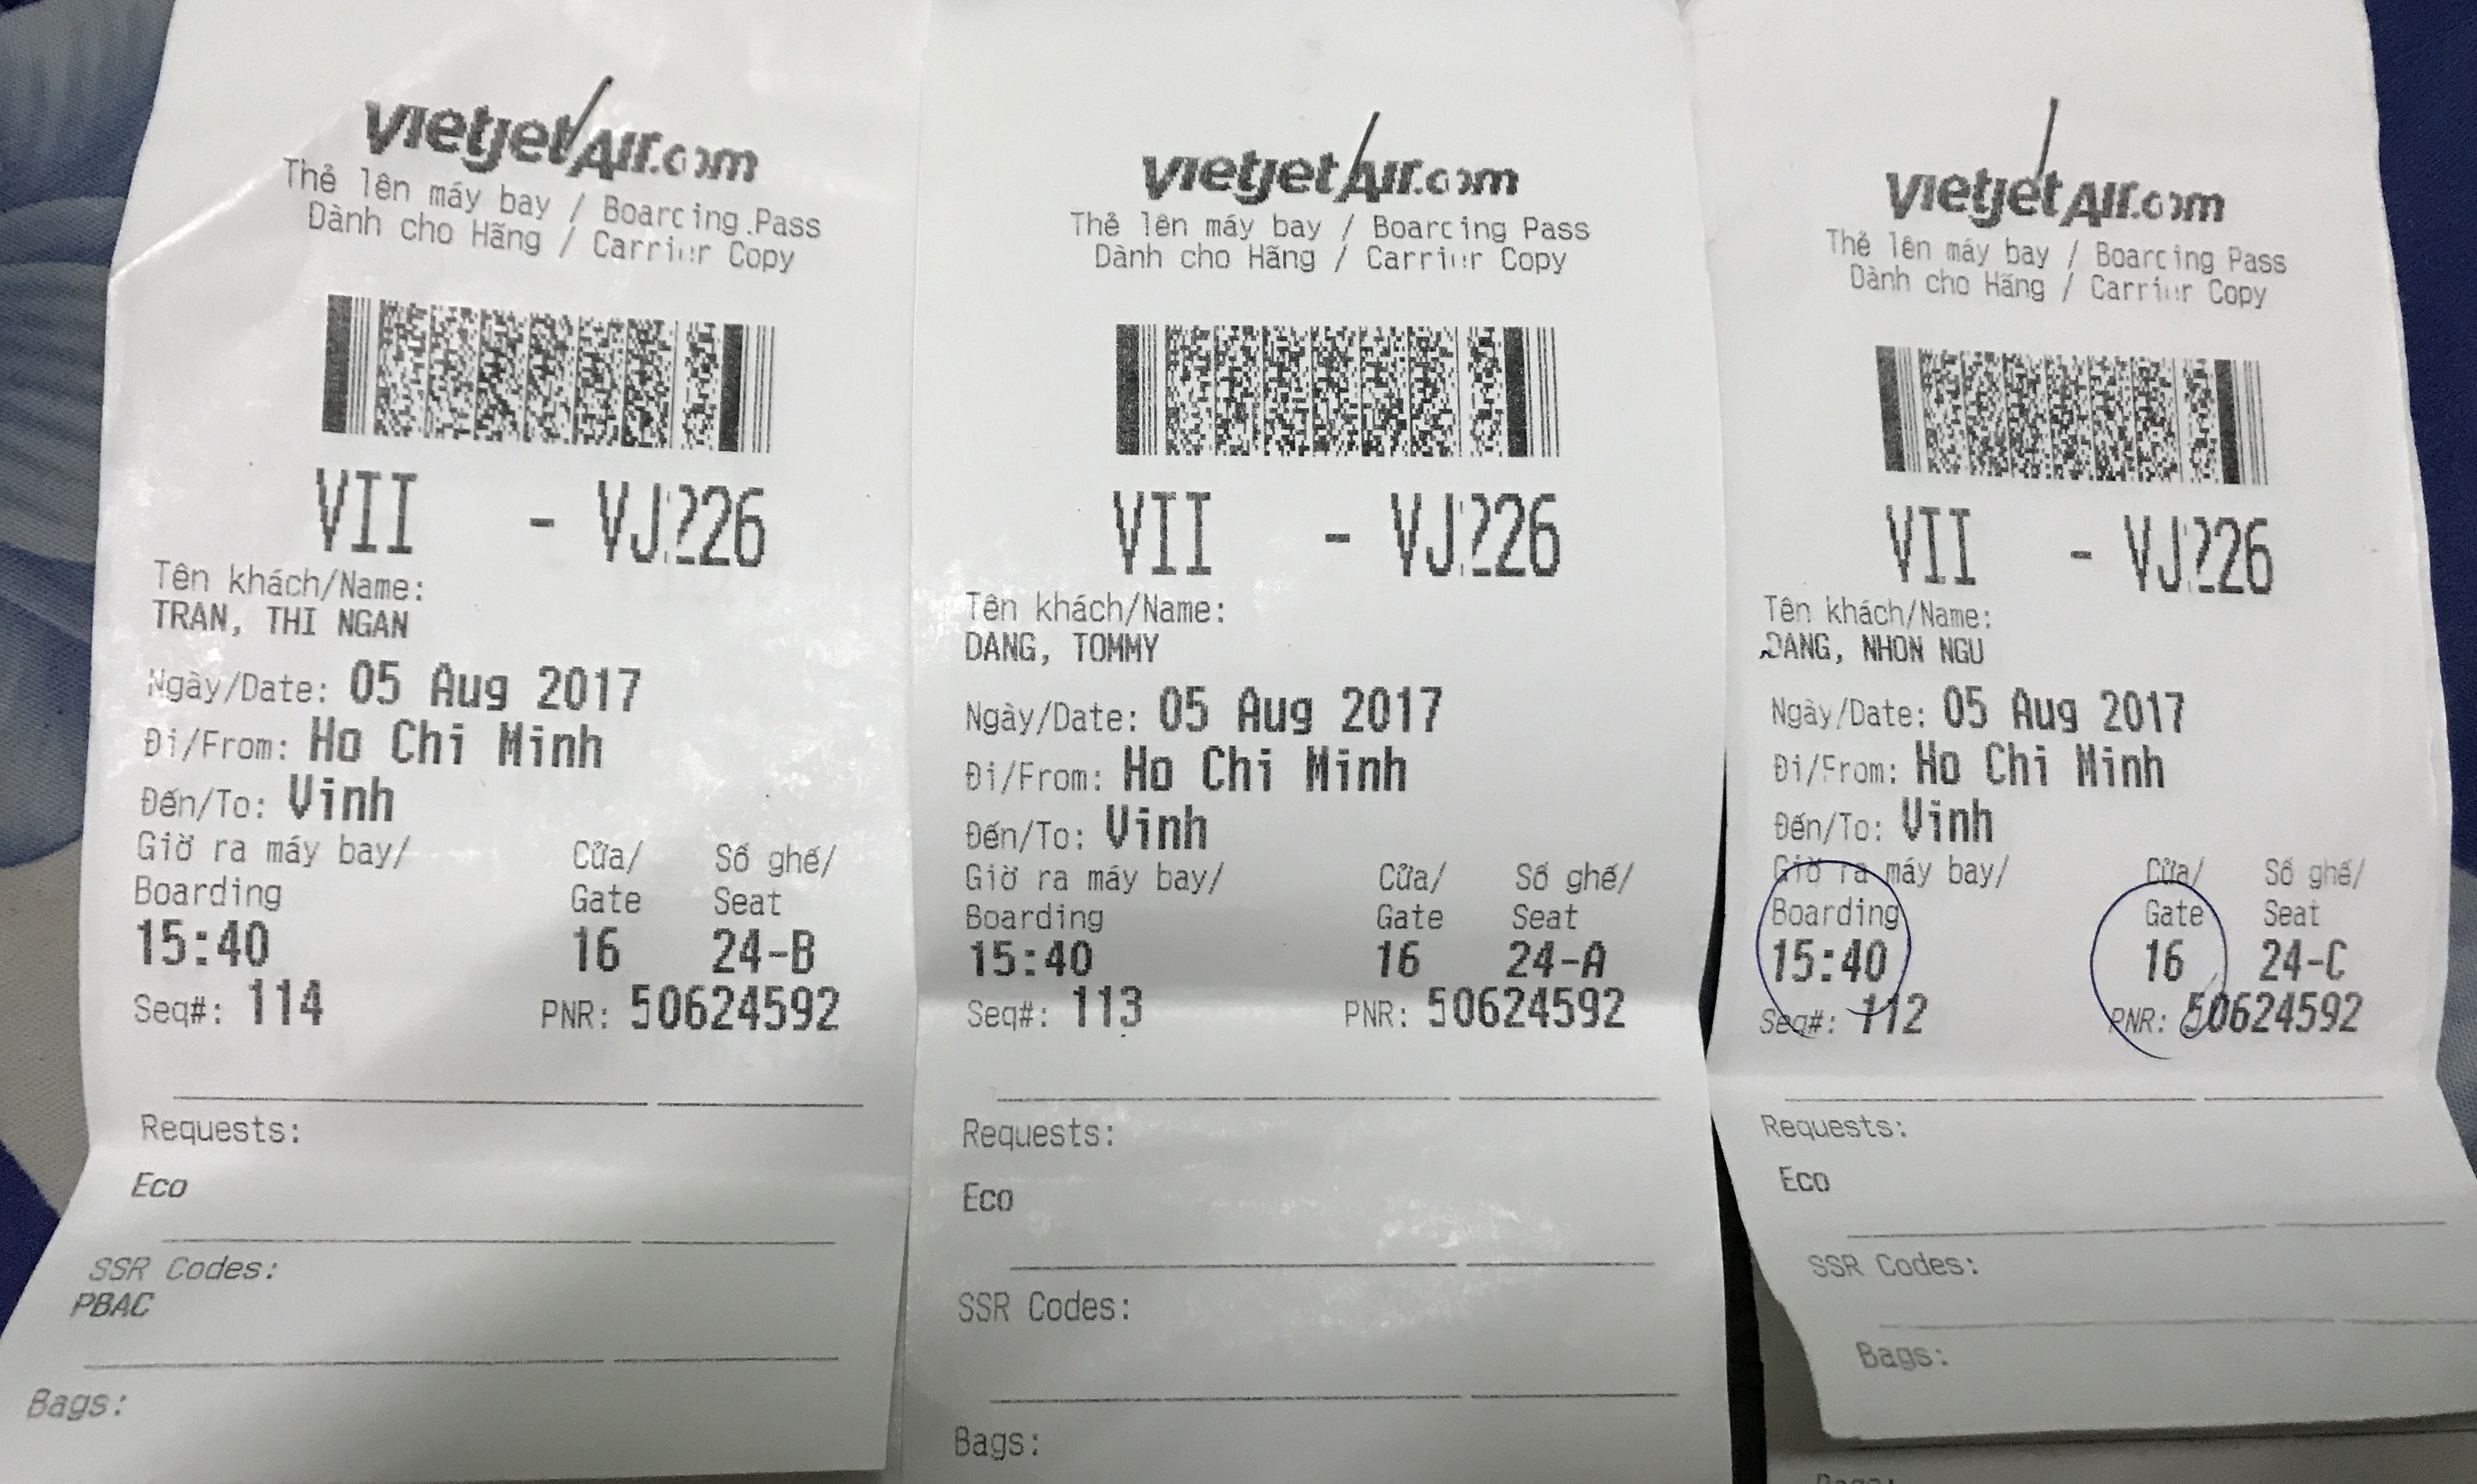 vietjetAir.com
Thẻ lên máy bay / Boarcing Pass
Dành cho Hãng / Carrier Copy
VII - VJ226
Tên khách/Name:
TRAN, THI NGAN
Ngày/Date: 05 Aug 2017
Đi/From: Ho Chi Minh
Đến/To: Vinh
Giờ ra máy bay/ Cửa/ Số ghế/
Boarding Gate Seat
15:40 16 24-B
Seq#: 114 PNR: 50624592
Requests:
Eco
SSR Codes:
PBAC
Bags:
vietjetAir.com
Thẻ lên máy bay / Boarcing Pass
Dành cho Hãng / Carrier Copy
VII - VJ226
Tên khách/Name:
DANG, TOMMY
Ngày/Date: 05 Aug 2017
Đi/From: Ho Chi Minh
Đến/To: Vinh
Giờ ra máy bay/ Cửa/ Số ghế/
Boarding Gate Seat
15:40 16 24-A
Seq#: 113 PNR: 50624592
Requests:
Eco
SSR Codes:
Bags:
vietjetAir.com
Thẻ lên máy bay / Boarcing Pass
Dành cho Hãng / Carrier Copy
VII - VJ226
Tên khách/Name:
DANG, NHON NGU
Ngày/Date: 05 Aug 2017
Đi/From: Ho Chi Minh
Đến/To: Vinh
Giờ ra máy bay/ Cửa/ Số ghế/
Boarding Gate Seat
15:40 16 24-C
Seq#: 112 PNR: 50624592
Requests:
Eco
SSR Codes:
Bags: